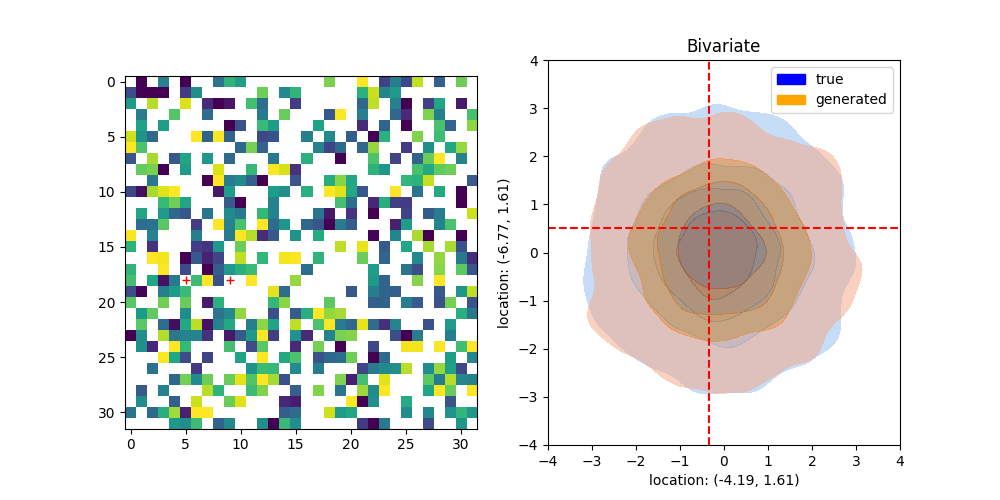 Bivariate
0
5
10
15
20
25
30
0 5 10 15 20 25 30
true
generated
4
3
2
1
0
−1
−2
−3
−4
location: (-6.77, 1.61)
−4 −3 −2 −1 0 1 2 3 4
location: (-4.19, 1.61)